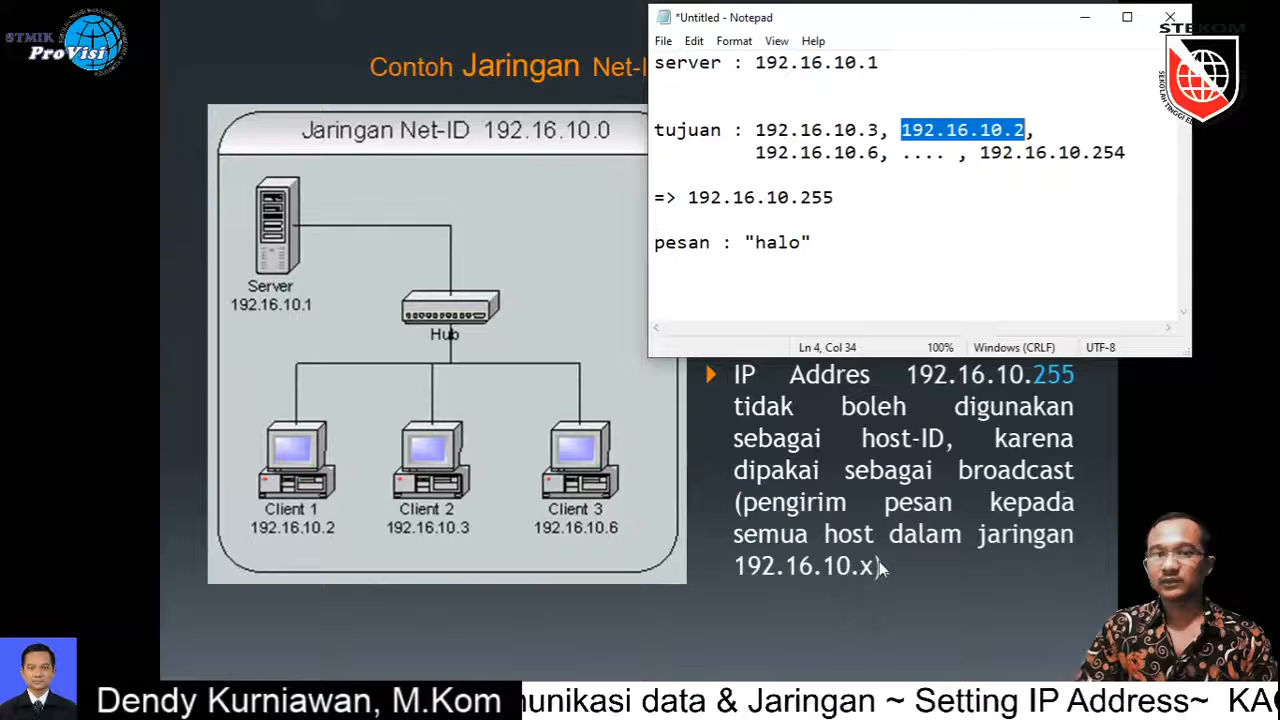 STMIK
ProVisi
Contoh Jaringan Net-I
*Untitled - Notepad
File Edit Format View Help
server : 192.16.10.1
tujuan : 192.16.10.3, 192.16.10.2,
192.16.10.6, .... , 192.16.10.254
=> 192.16.10.255
pesan : "halo"
Ln 4, Col 34 100% Windows (CRLF) UTF-8
STEKOM
Jaringan Net-ID 192.16.10.0
Server
192.16.10.1
Hub
Client 1
192.16.10.2
Client 2
192.16.10.3
Client 3
192.16.10.6
IP Addres 192.16.10.255
tidak boleh digunakan
sebagai host-ID, karena
dipakai sebagai broadcast
(pengirim pesan kepada
semua host dalam jaringan
192.16.10.x)
Dendy Kurniawan, M.Kom
munikasi data & Jaringan ~ Setting IP Address~ KA